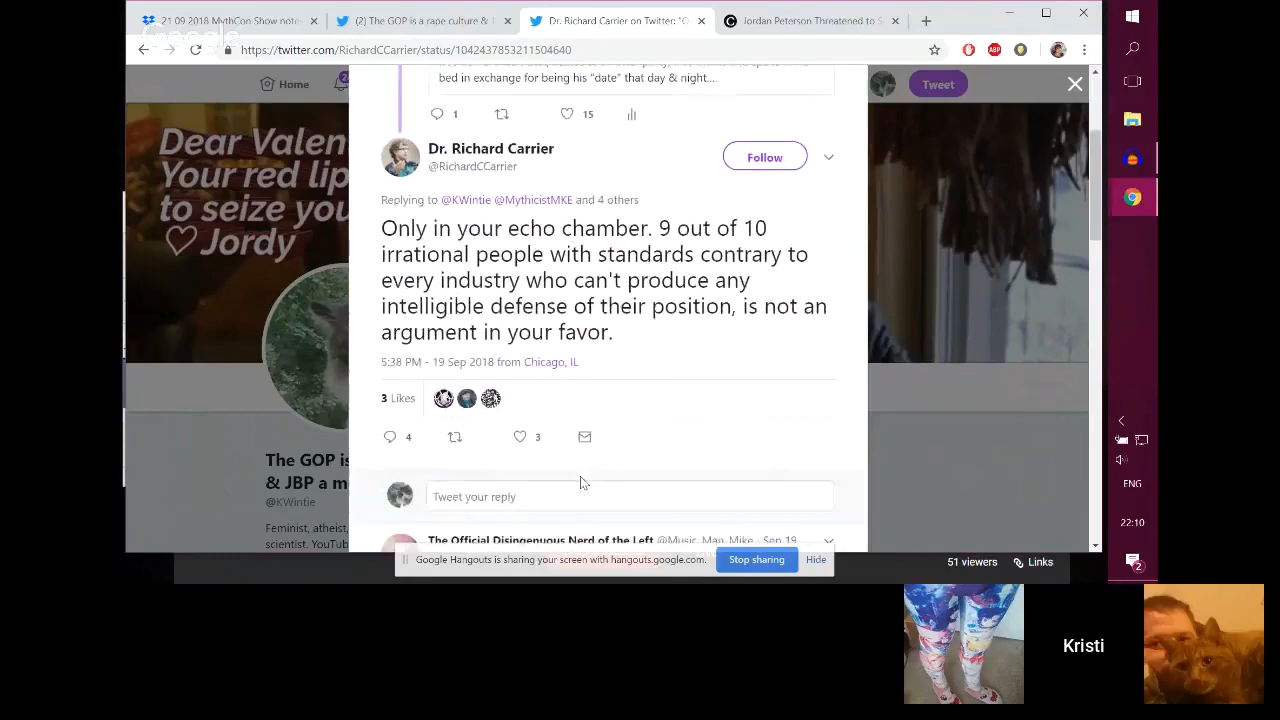 21 09 2018 MythCon Show note
(2) The GOP is a rape culture &
Dr. Richard Carrier on Twitter: "O
Jordan Peterson Threatened to S
Google
https://twitter.com/RichardCCarrier/status/1042437853211504640
ABP
bed in exchange for being his "date" that day & night....
Home
Tweet
1
15
Dear Valen
Your red lip
to seize you
♡ Jordy
Dr. Richard Carrier
@RichardCCarrier
Follow
Replying to @KWintie @MythicistMKE and 4 others
Only in your echo chamber. 9 out of 10
irrational people with standards contrary to
every industry who can't produce any
intelligible defense of their position, is not an
argument in your favor.
5:38 PM - 19 Sep 2018 from Chicago, IL
3 Likes
4
3
The GOP is
& JBP a m
@KWintie
Feminist, atheist,
scientist. YouTub
Tweet your reply
The Official Disingenuous Nerd of the Left @Music_Man_Mike - Sep 19
Google Hangouts is sharing your screen with hangouts.google.com.
Stop sharing
Hide
51 viewers
Links
ENG
22:10
2
Kristi